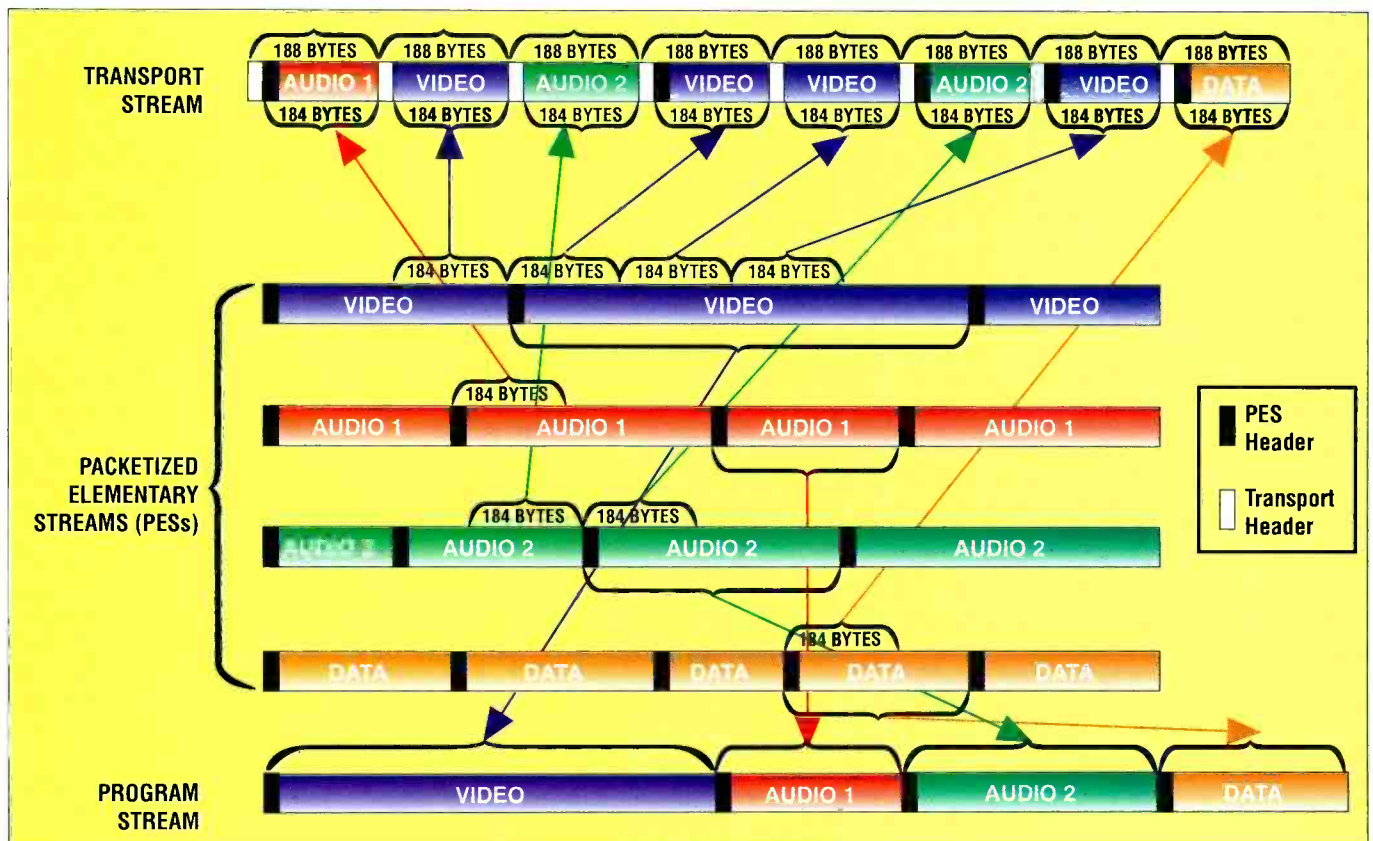 188 BYTES 188 BYTES 188 BYTES 188 BYTES 188 BYTES 188 BYTES 188 BYTES 188 BYTES
TRANSPORT
STREAM
AUDIO 1 VIDEO AUDIO 2 VIDEO VIDEO AUDIO 2 VIDEO DATA
184 BYTES 184 BYTES 184 BYTES 184 BYTES 184 BYTES 184 BYTES 184 BYTES 184 BYTES
184 BYTES 184 BYTES 184 BYTES 184 BYTES
VIDEO VIDEO VIDEO
184 BYTES
AUDIO 1 AUDIO 1 AUDIO 1 AUDIO 1
PACKETIZED
ELEMENTARY
STREAMS (PESs)
184 BYTES 184 BYTES
AUDIO 2 AUDIO 2 AUDIO 2 AUDIO 2
184 BYTES
DATA DATA DATA DATA DATA
PES
Header
Transport
Header
PROGRAM
STREAM
VIDEO AUDIO 1 AUDIO 2 DATA